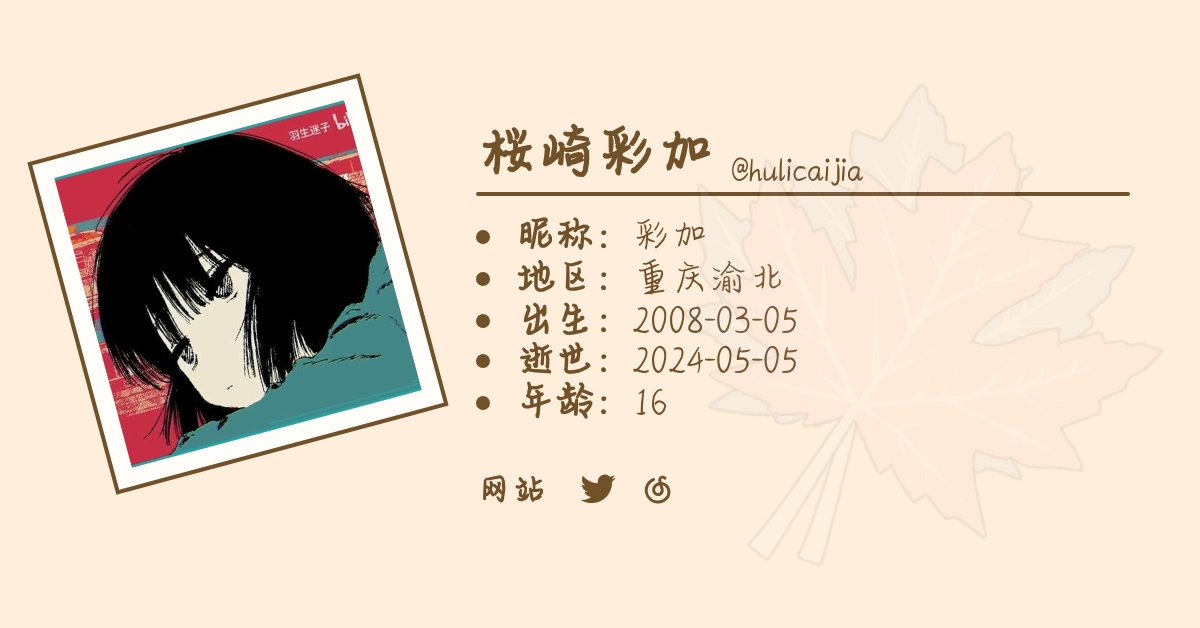 羽生迷子 bi
桜崎彩加 @hulicaijia
昵称：彩加
地区：重庆渝北
出生：2008-03-05
逝世：2024-05-05
年龄：16
网站